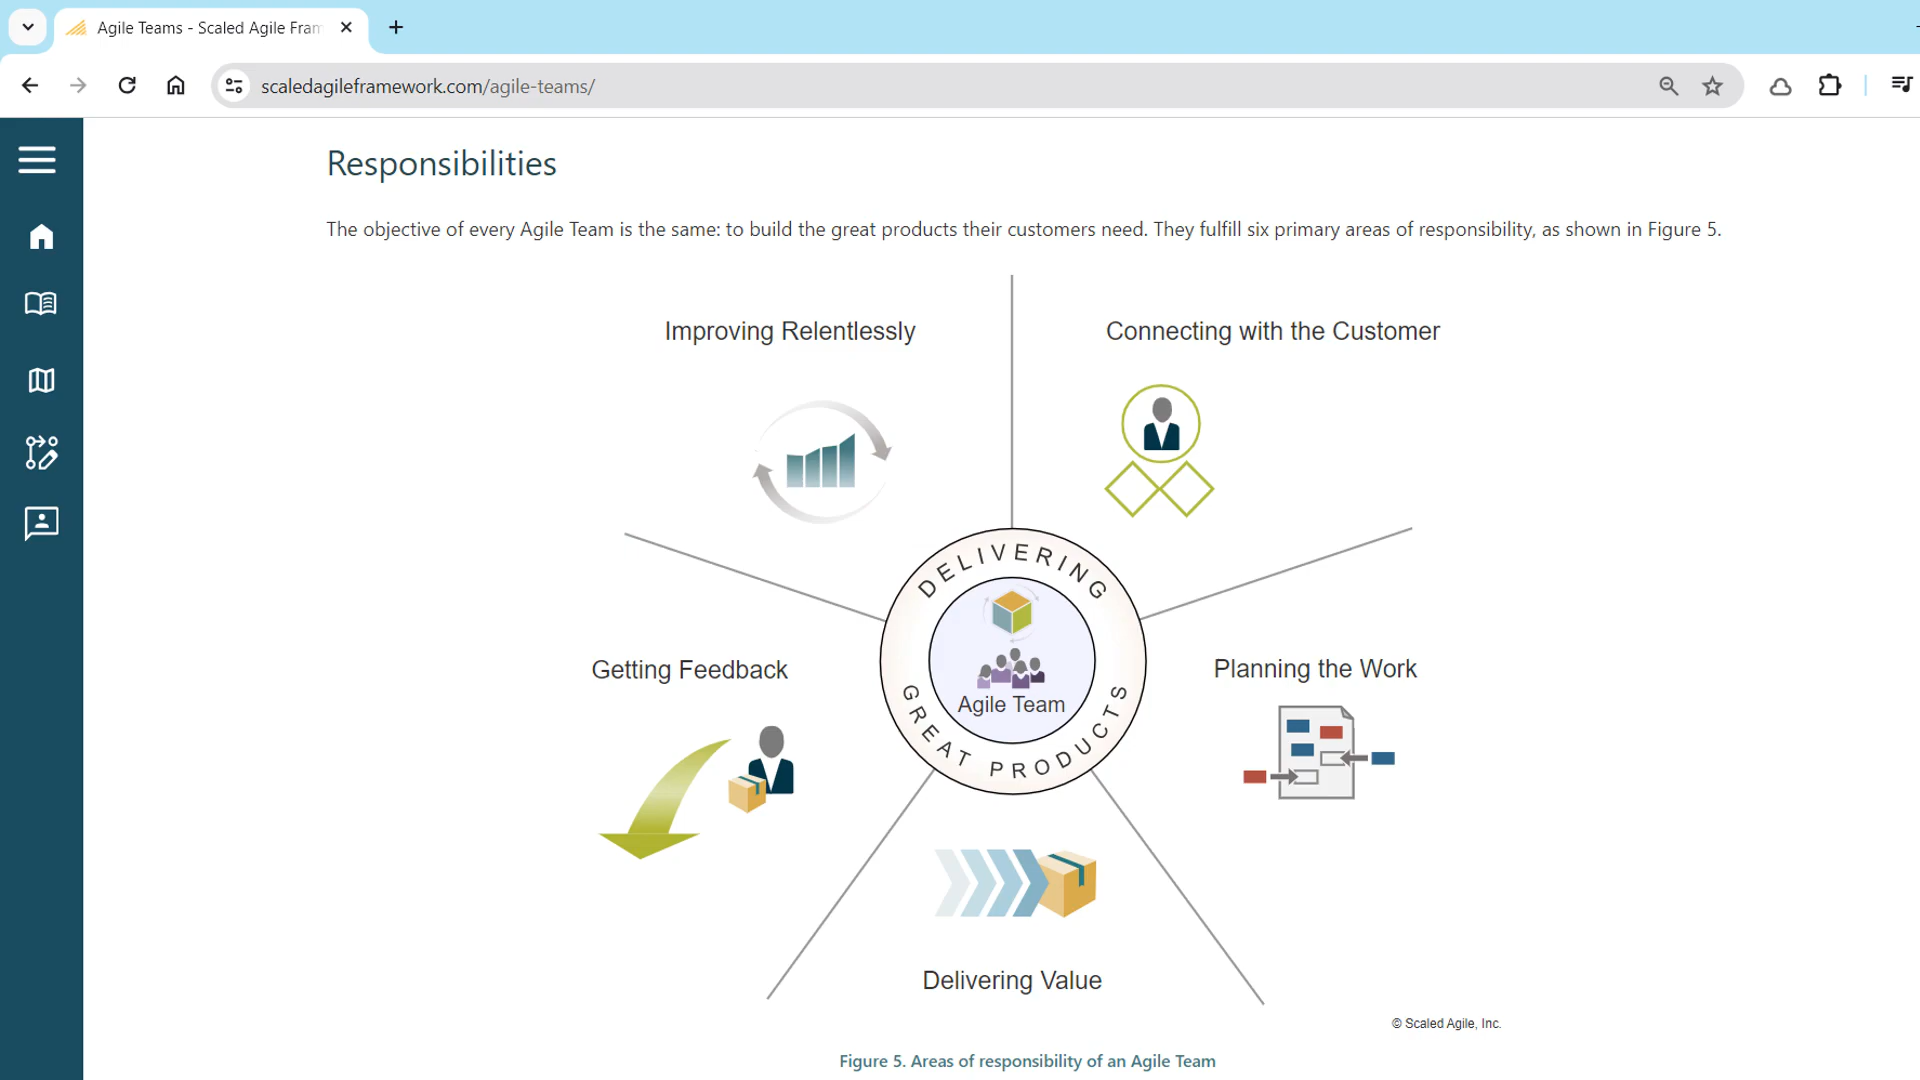 Agile Teams - Scaled Agile Fram
scaledagileframework.com/agile-teams/
Responsibilities
The objective of every Agile Team is the same: to build the great products their customers need. They fulfill six primary areas of responsibility, as shown in Figure 5.
Improving Relentlessly
Connecting with the Customer
DELIVERING
Agile Team
GREAT PRODUCTS
Getting Feedback
Planning the Work
Delivering Value
© Scaled Agile, Inc.
Figure 5. Areas of responsibility of an Agile Team